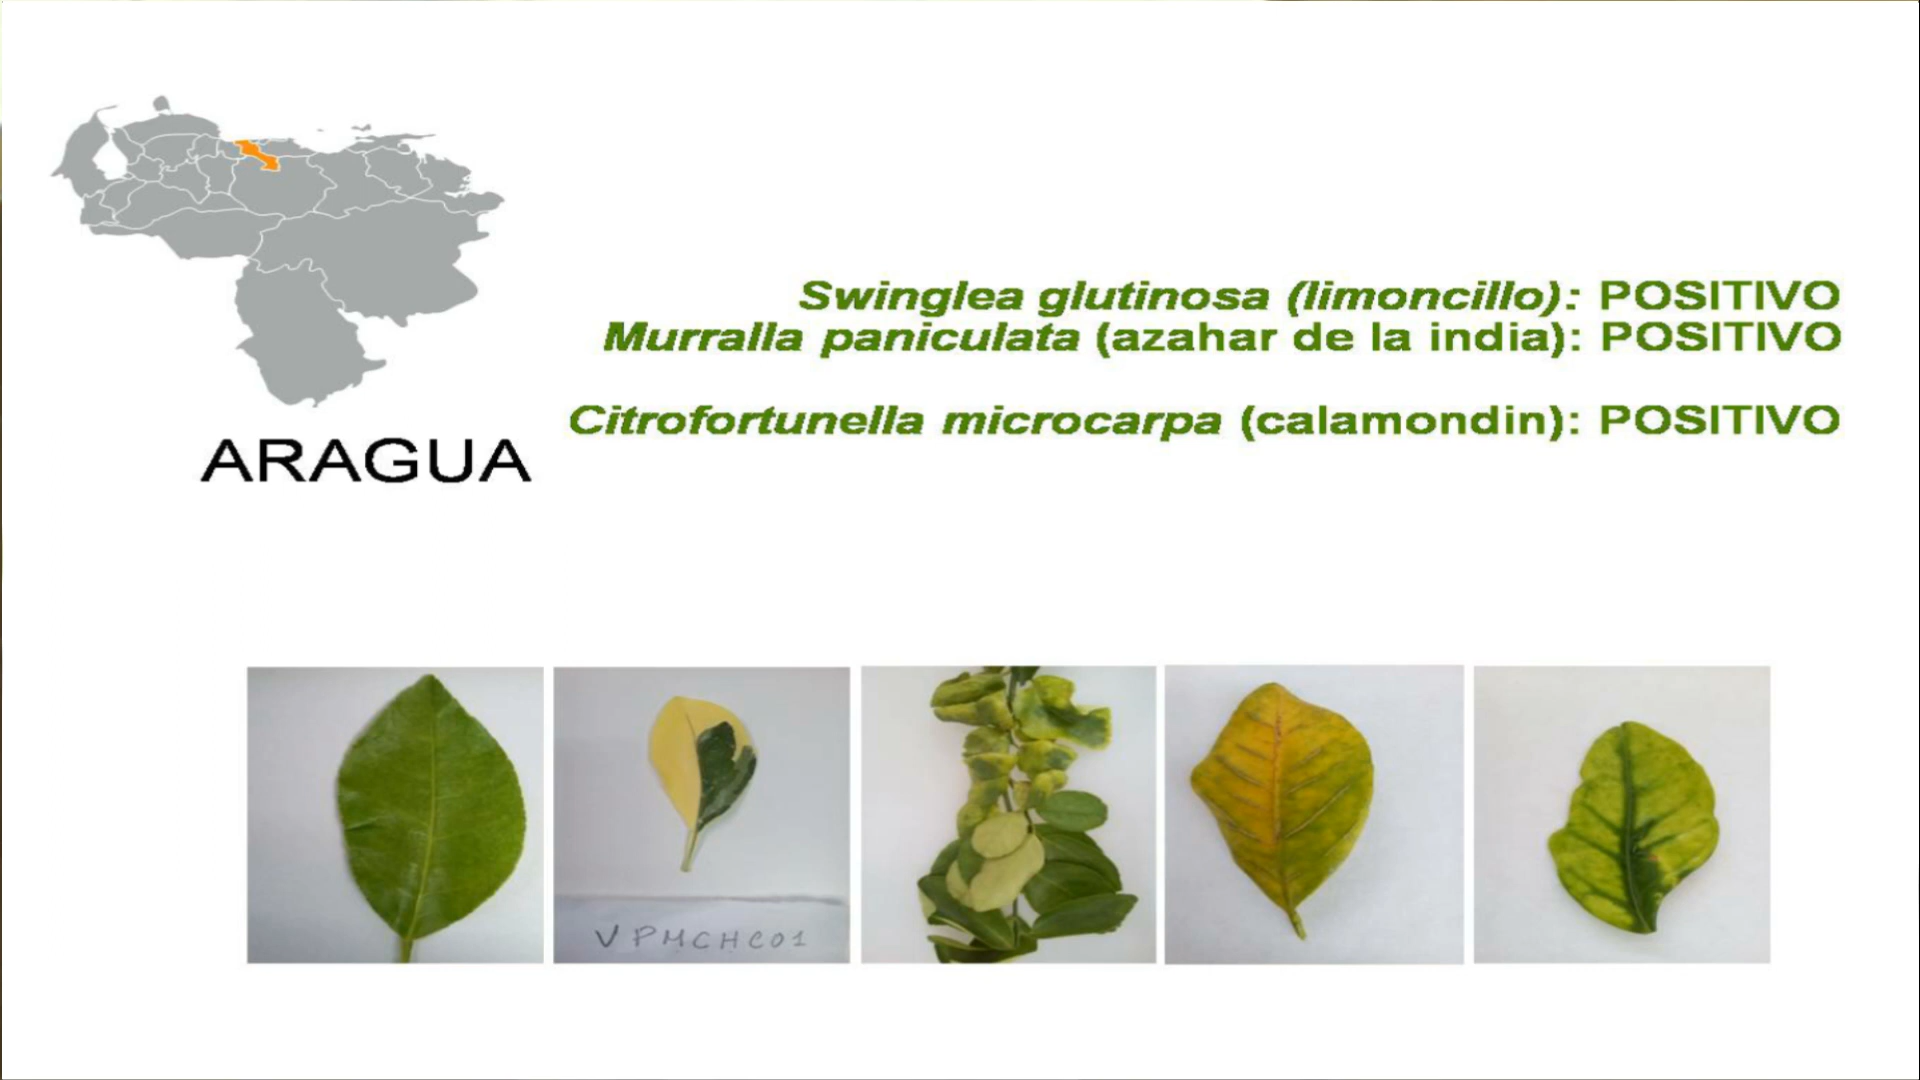 Swinglea glutinosa (limoncillo): POSITIVO
Murralla paniculata (azahar de la india): POSITIVO
Citrofortunella microcarpa (calamondin): POSITIVO
ARAGUA
VPMCHC01